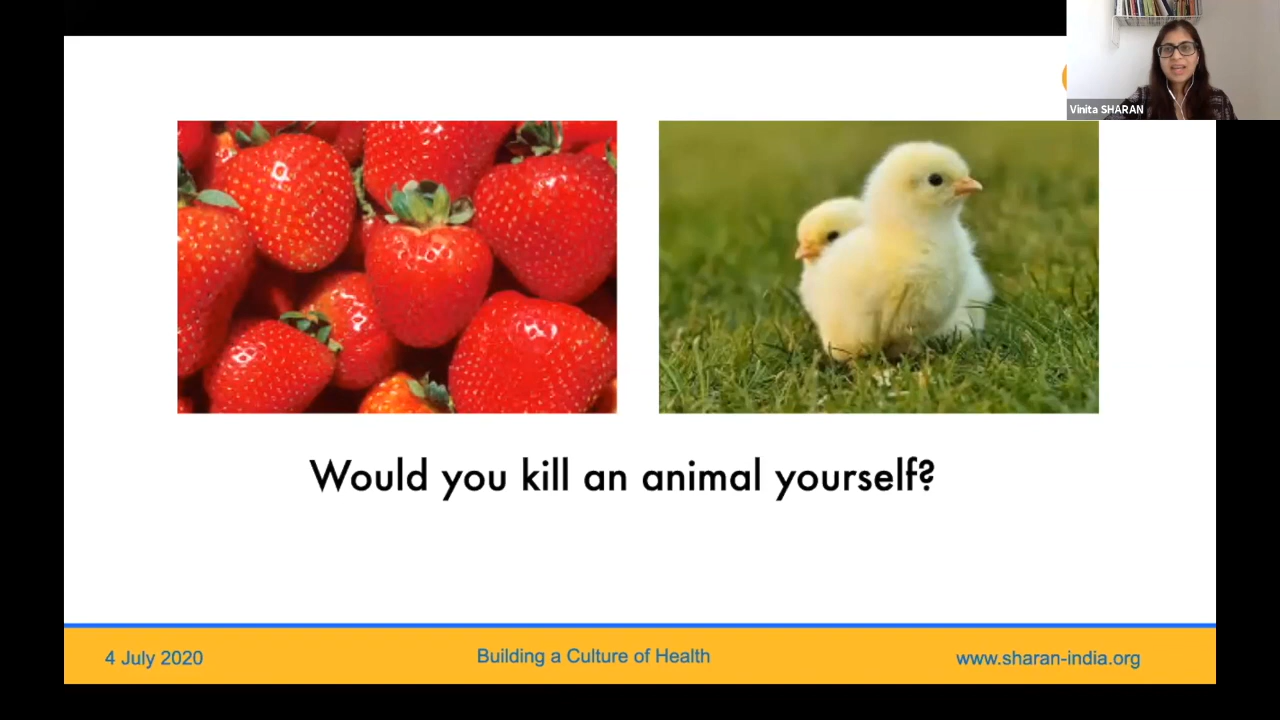 Vinita SHARAN
Would you kill an animal yourself?
4 July 2020
Building a Culture of Health
www.sharan-india.org